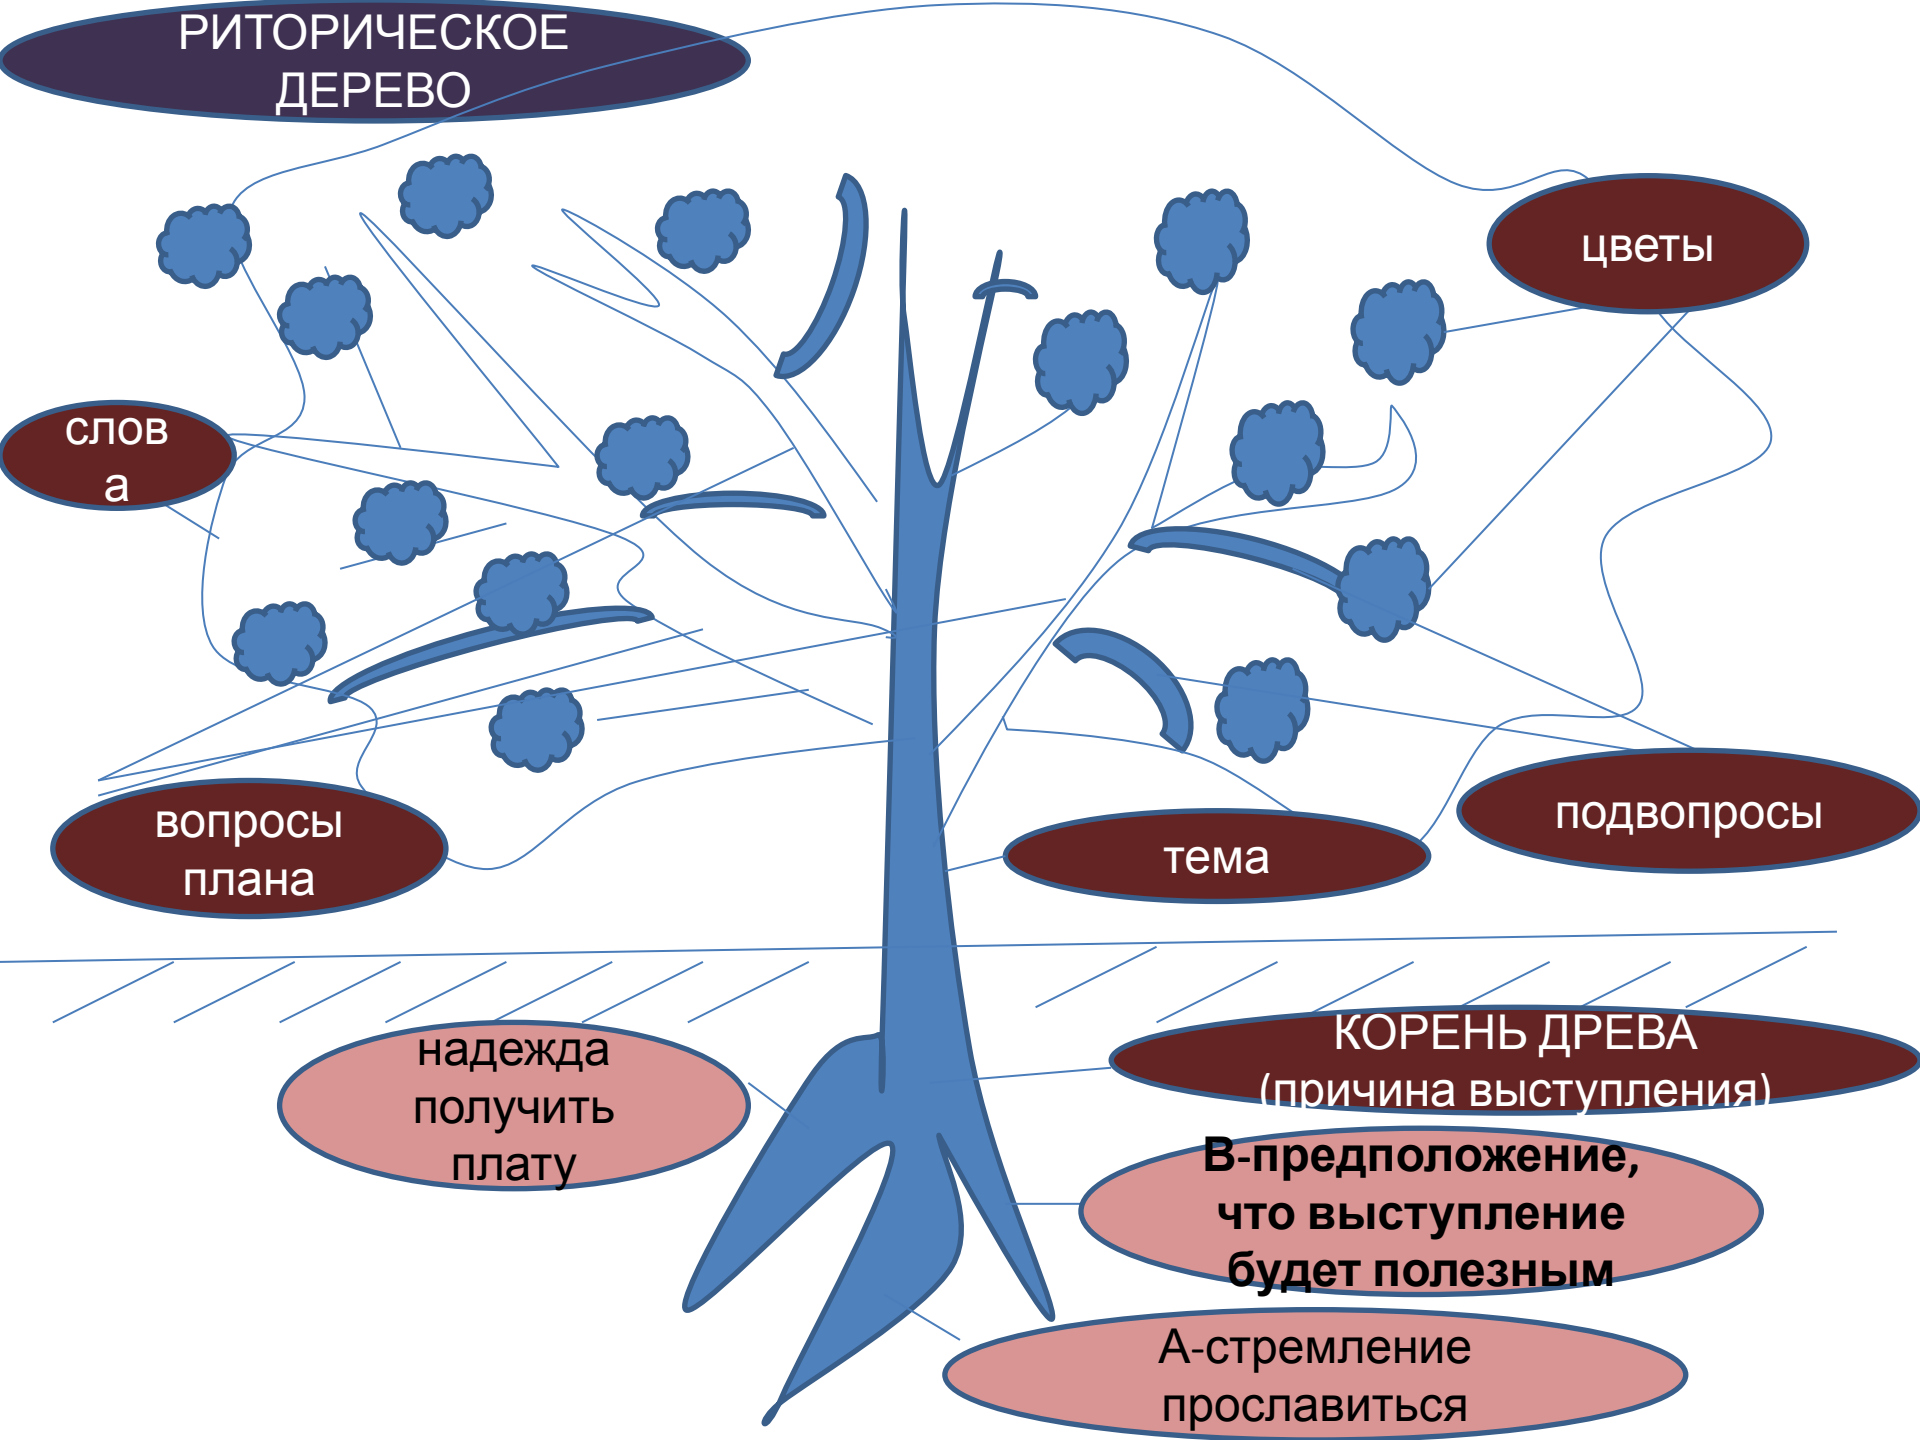 РИТОРИЧЕСКОЕ
ДЕРЕВО
цветы
слов
а
вопросы
плана
тема
подвопросы
КОРЕНЬ ДРЕВА
(причина выступления)
надежда
получить
плату
В-предположение,
что выступление
будет полезным
А-стремление
прославиться